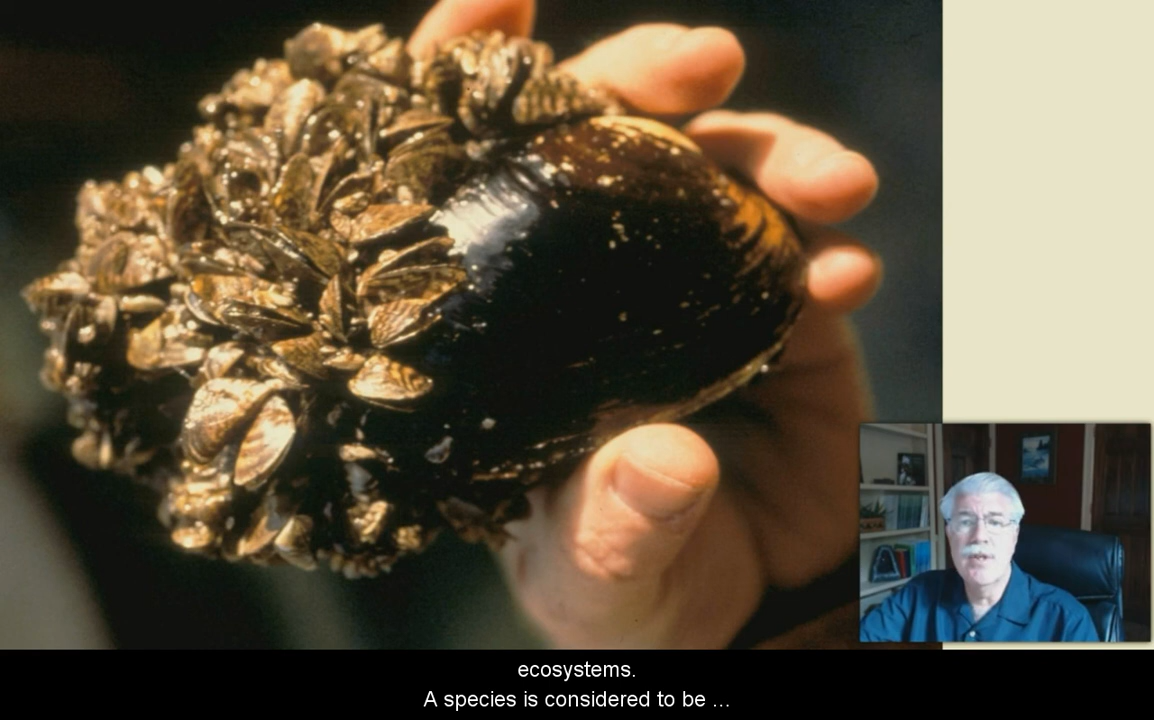 ecosystems.
A species is considered to be ...